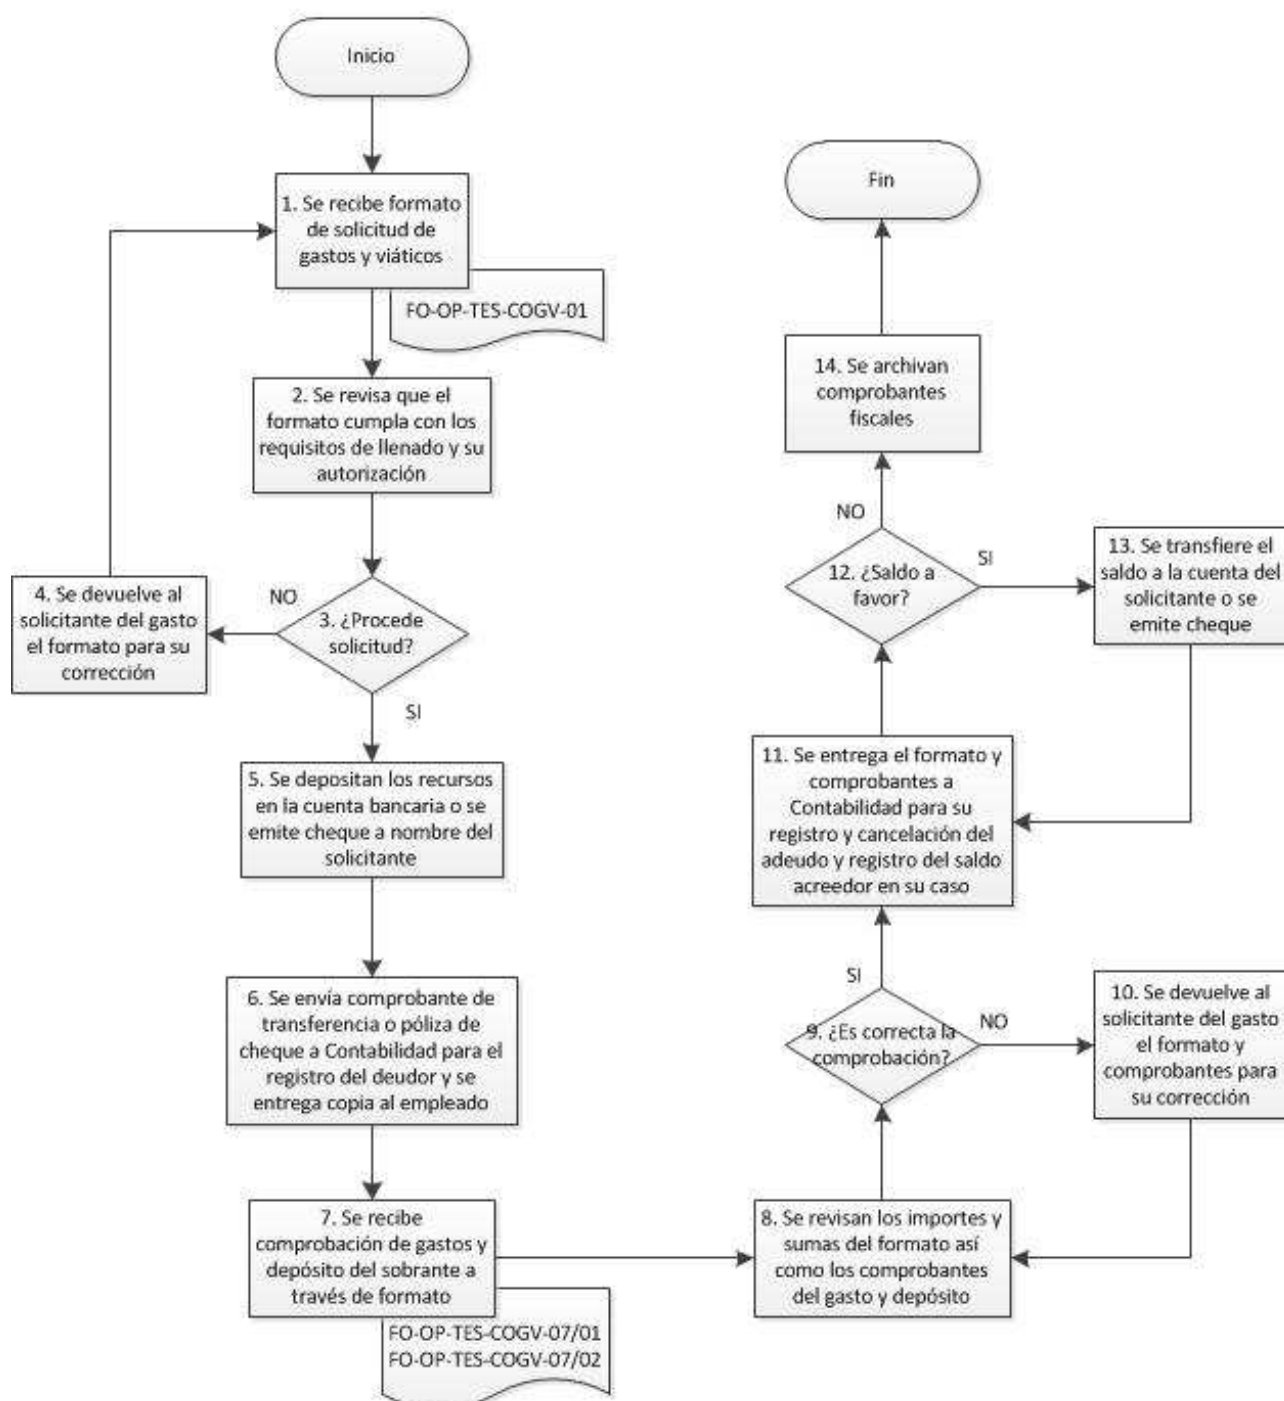 Inicio
1. Se recibe formato
de solicitud de
gastos y viáticos
FO-OP-TES-COGV-01
2. Se revisa que el
formato cumpla con los
requisitos de llenado y su
autorización
3. ¿Procede
solicitud?
NO
SI
4. Se devuelve al
solicitante del gasto
el formato para su
corrección
5. Se depositan los recursos
en la cuenta bancaria o se
emite cheque a nombre del
solicitante
6. Se envía comprobante de
transferencia o póliza de
cheque a Contabilidad para el
registro del deudor y se
entrega copia al empleado
7. Se recibe
comprobación de gastos y
depósito del sobrante a
través de formato
FO-OP-TES-COGV-07/01
FO-OP-TES-COGV-07/02
8. Se revisan los importes y
sumas del formato así
como los comprobantes
del gasto y depósito
9. ¿Es correcta la
comprobación?
NO
SI
10. Se devuelve al
solicitante del gasto
el formato y
comprobantes para
su corrección
11. Se entrega el formato y
comprobantes a
Contabilidad para su
registro y cancelación del
adeudo y registro del saldo
acreedor en su caso
12. ¿Saldo a
favor?
SI
NO
13. Se transfiere el
saldo a la cuenta del
solicitante o se
emite cheque
14. Se archivan
comprobantes
fiscales
Fin